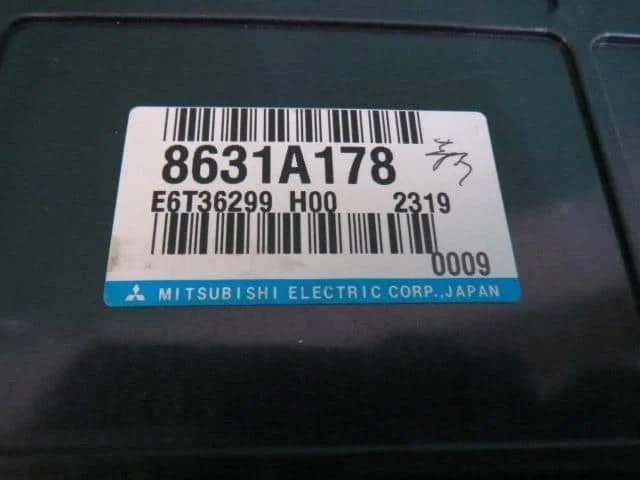 8631A178
E6T36299 H00 2319
0009
MITSUBISHI ELECTRIC CORP.,JAPAN